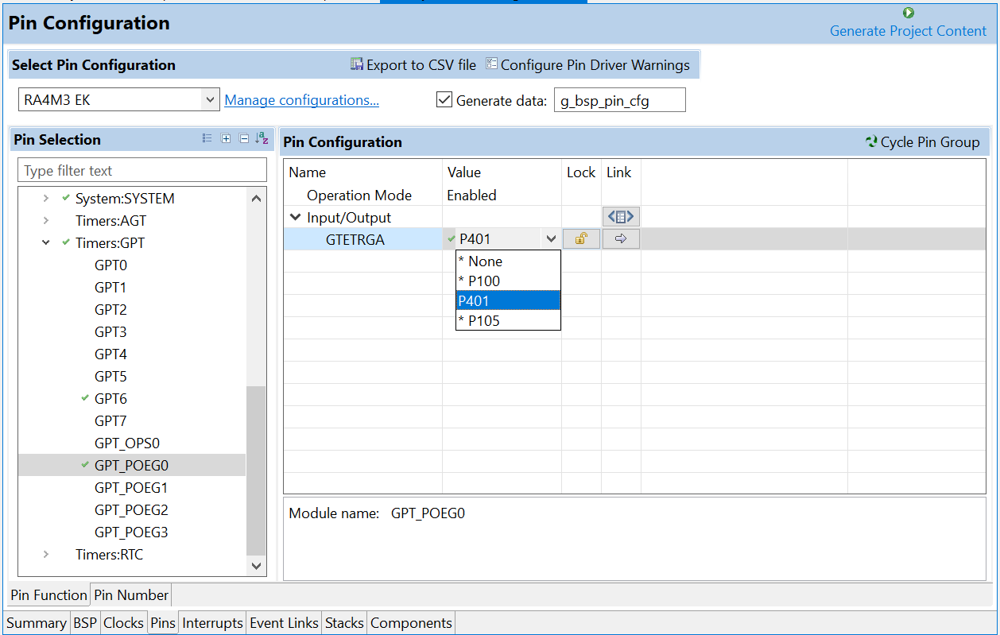 Pin Configuration
Generate Project Content
Select Pin Configuration
Export to CSV file
Configure Pin Driver Warnings
RA4M3 EK
Manage configurations...
Generate data:
g_bsp_pin_cfg
Pin Selection
Type filter text
System:SYSTEM
Timers:AGT
Timers:GPT
GPT0
GPT1
GPT2
GPT3
GPT4
GPT5
GPT6
GPT7
GPT_OPS0
GPT_POEG0
GPT_POEG1
GPT_POEG2
GPT_POEG3
Timers:RTC
Pin Configuration
Cycle Pin Group
Name Value Lock Link
Operation Mode Enabled
Input/Output
GTETRGA P401
* None
* P100
P401
* P105
Module name: GPT_POEG0
Pin Function Pin Number
Summary BSP Clocks Pins Interrupts Event Links Stacks Components